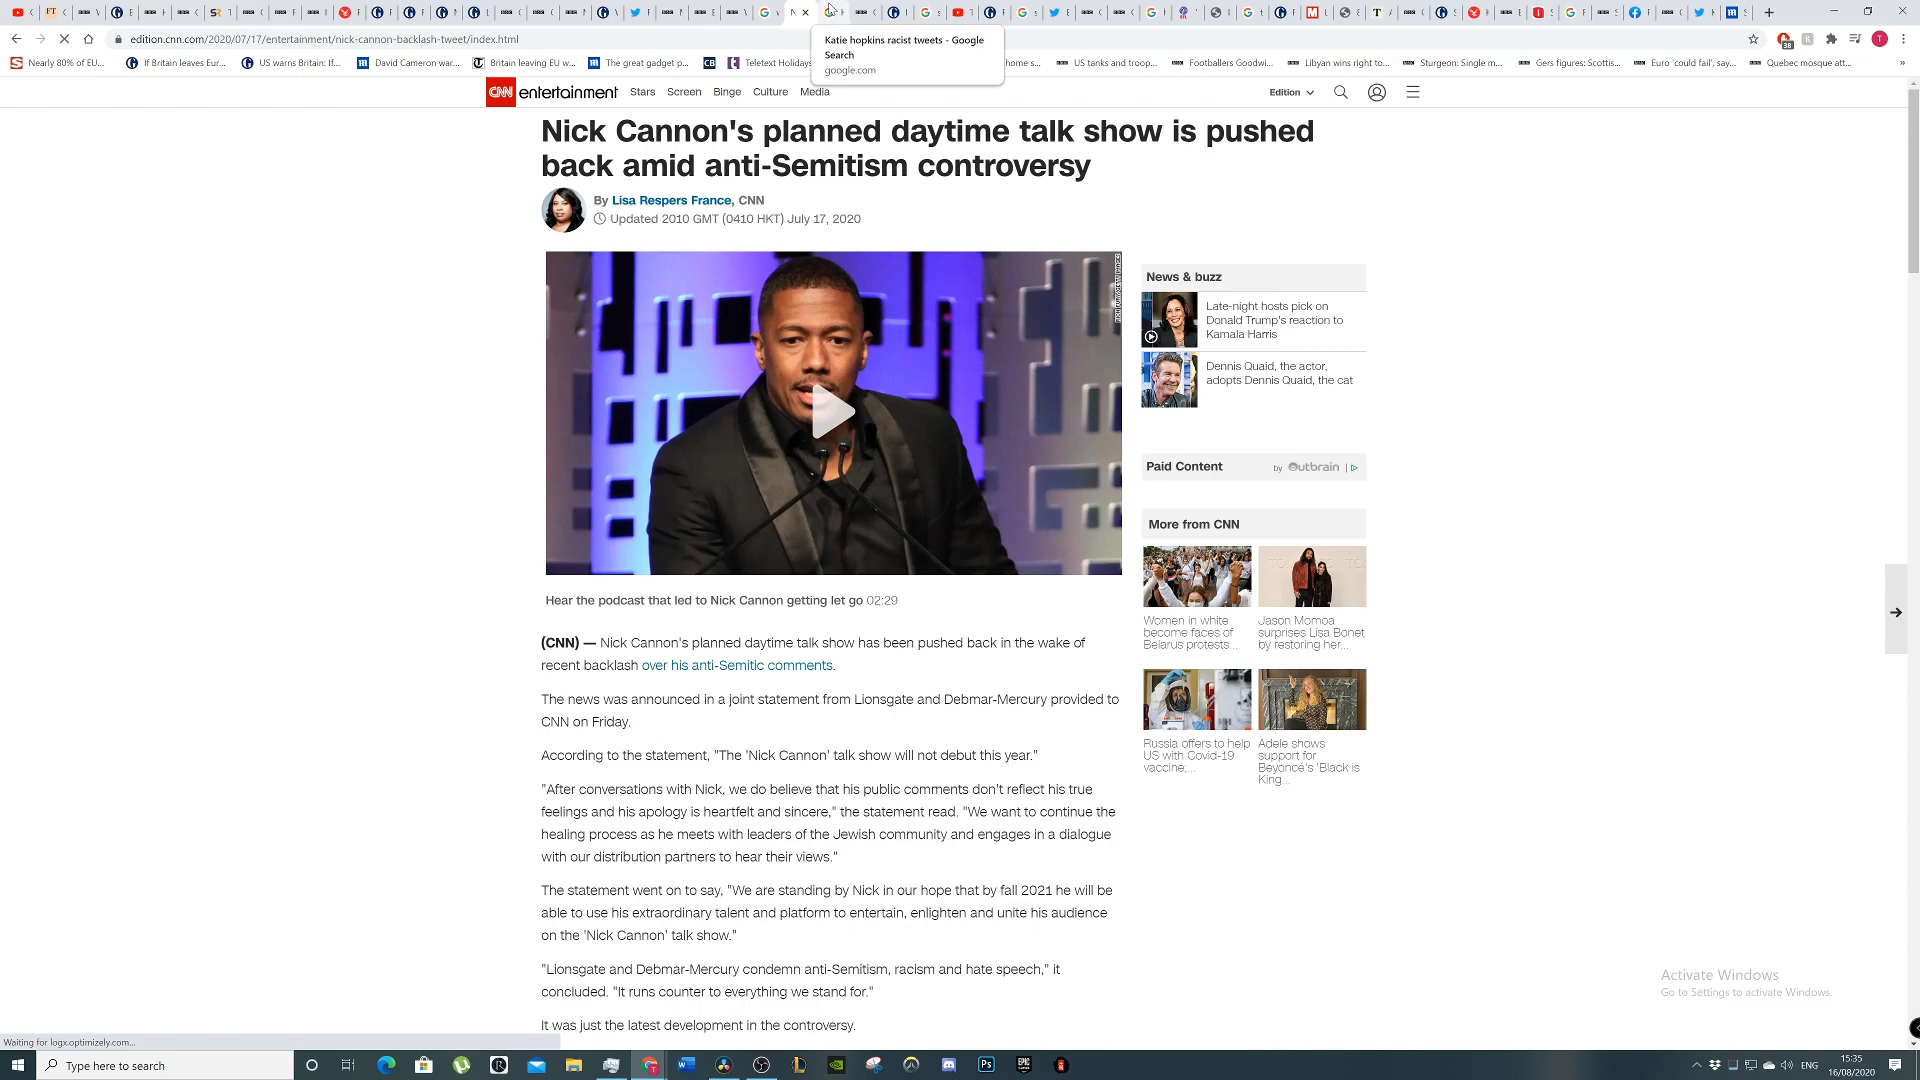 edition.cnn.com/2020/07/17/entertainment/nick-cannon-backlash-tweet/index.html
Katie hopkins racist tweets - Google
Search
google.com
Nearly 80% of EU...
If Britain leaves Eur...
US warns Britain: If...
David Cameron war...
Britain leaving EU w...
The great gadget p...
CB
Teletext Holidays
home s...
US tanks and troop...
Footballers Goodwi...
Libyan wins right to...
Sturgeon: Single m...
Gers figures: Scottis...
Euro 'could fail', say...
Quebec mosque att...
CNN entertainment
Stars
Screen
Binge
Culture
Media
Edition
Nick Cannon's planned daytime talk show is pushed
back amid anti-Semitism controversy
By Lisa Respers France, CNN
Updated 2010 GMT (0410 HKT) July 17, 2020
Hear the podcast that led to Nick Cannon getting let go 02:29
(CNN) — Nick Cannon's planned daytime talk show has been pushed back in the wake of
recent backlash over his anti-Semitic comments.
The news was announced in a joint statement from Lionsgate and Debmar-Mercury provided to
CNN on Friday.
According to the statement, "The 'Nick Cannon' talk show will not debut this year."
"After conversations with Nick, we do believe that his public comments don't reflect his true
feelings and his apology is heartfelt and sincere," the statement read. "We want to continue the
healing process as he meets with leaders of the Jewish community and engages in a dialogue
with our distribution partners to hear their views."
The statement went on to say, "We are standing by Nick in our hope that by fall 2021 he will be
able to use his extraordinary talent and platform to entertain, enlighten and unite his audience
on the 'Nick Cannon' talk show."
"Lionsgate and Debmar-Mercury condemn anti-Semitism, racism and hate speech," it
concluded. "It runs counter to everything we stand for."
It was just the latest development in the controversy.
News & buzz
Late-night hosts pick on
Donald Trump's reaction to
Kamala Harris
Dennis Quaid, the actor,
adopts Dennis Quaid, the cat
Paid Content
by Outbrain
More from CNN
Women in white
become faces of
Belarus protests...
Jason Momoa
surprises Lisa Bonet
by restoring her...
Russia offers to help
US with Covid-19
vaccine;...
Adele shows
support for
Beyoncé's 'Black is
King...
Activate Windows
Go to Settings to activate Windows.
Waiting for logx.optimizely.com...
Type here to search
ENG
15:35
16/08/2020